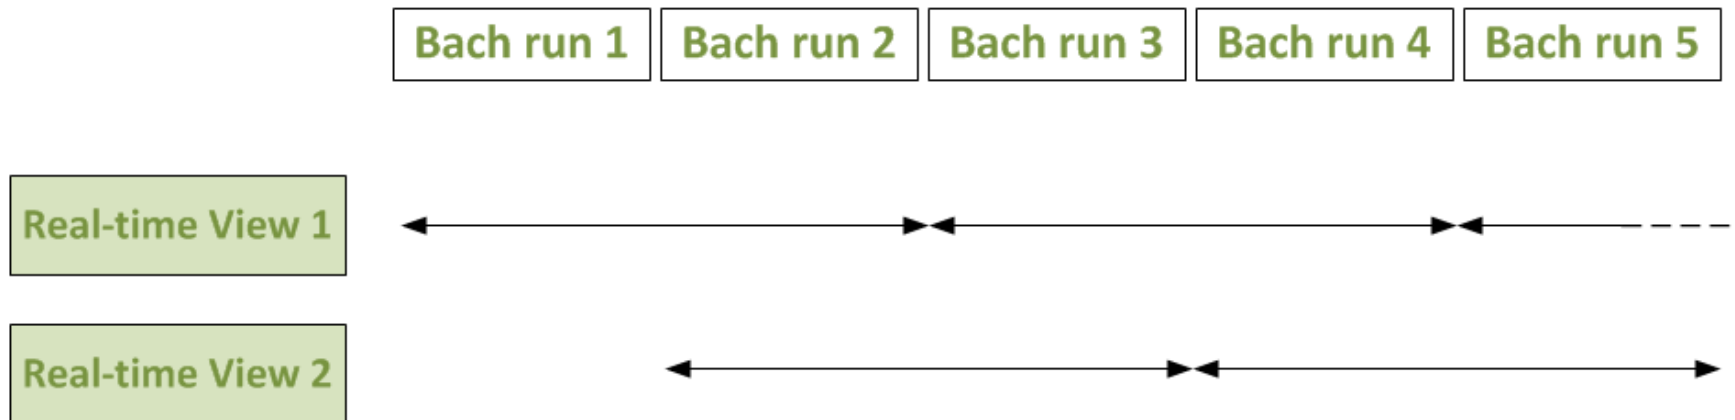 Bach run 1 Bach run 2 Bach run 3 Bach run 4 Bach run 5
Real-time View 1
Real-time View 2